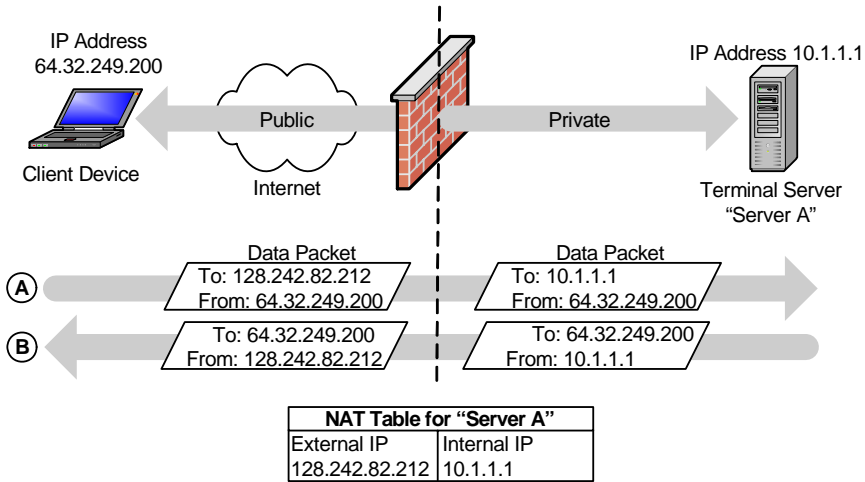 IP Address
64.32.249.200
IP Address 10.1.1.1
Public
Private
Client Device
Internet
Terminal Server
“Server A”
Data Packet
Data Packet
A
To: 128.242.82.212
From: 64.32.249.200
To: 10.1.1.1
From: 64.32.249.200
B
To: 64.32.249.200
From: 128.242.82.212
To: 64.32.249.200
From: 10.1.1.1
NAT Table for “Server A”
External IP
Internal IP
128.242.82.212
10.1.1.1